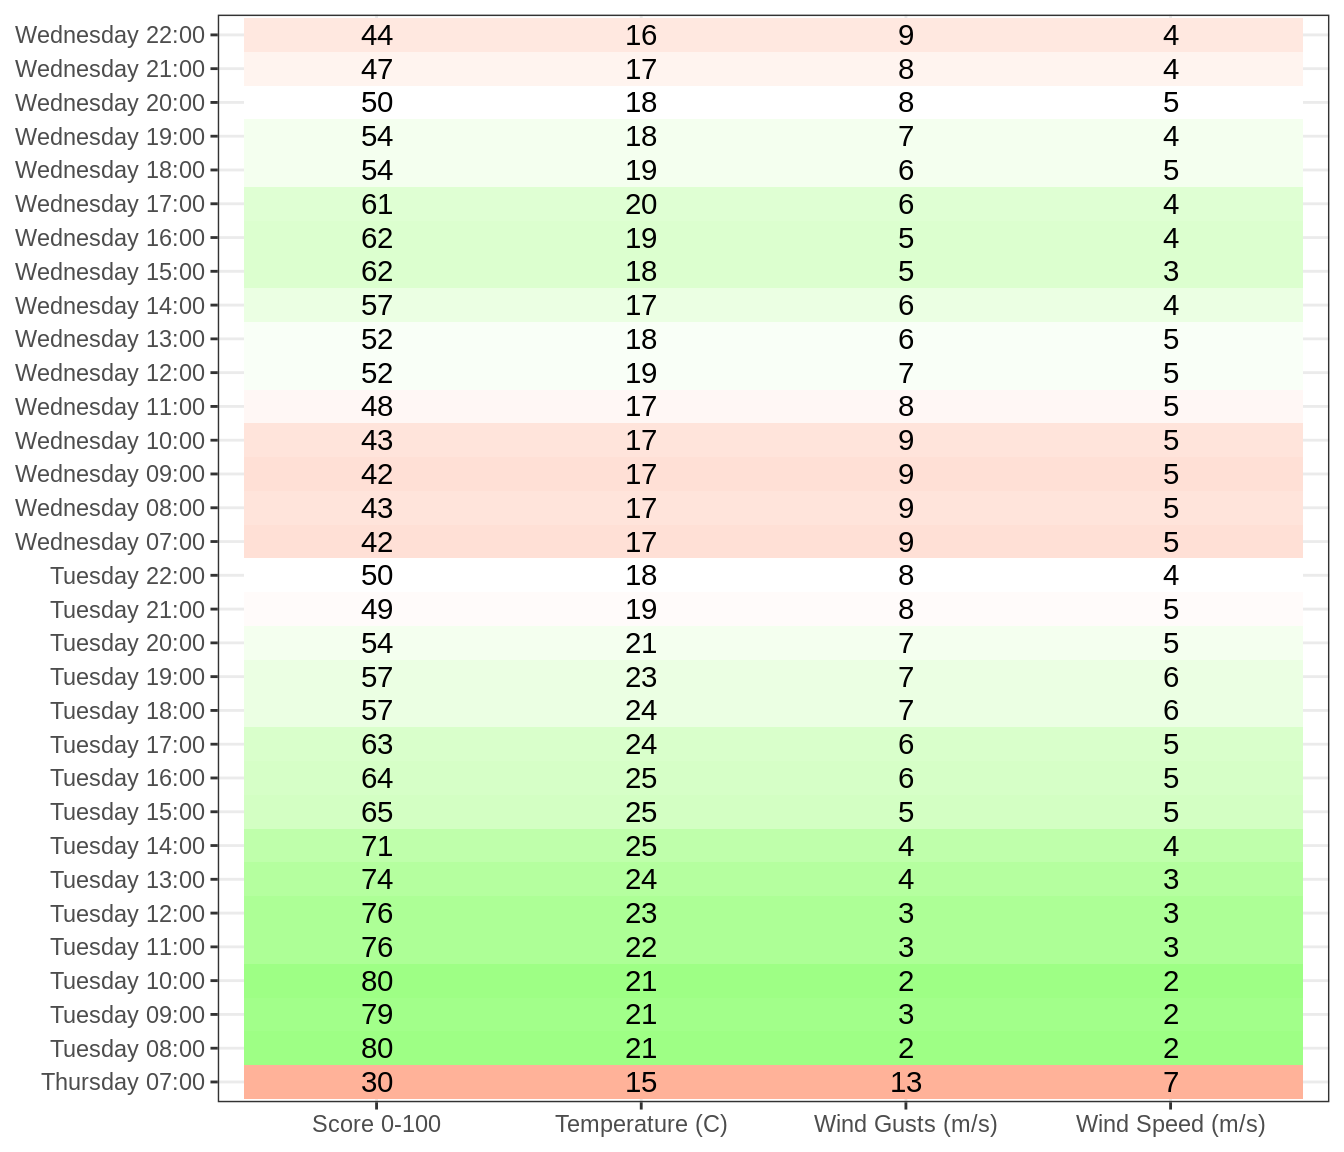 Wednesday 22:00 44 16 9 4
Wednesday 21:00 47 17 8 4
Wednesday 20:00 50 18 8 5
Wednesday 19:00 54 18 7 4
Wednesday 18:00 54 19 6 5
Wednesday 17:00 61 20 6 4
Wednesday 16:00 62 19 5 4
Wednesday 15:00 62 18 5 3
Wednesday 14:00 57 17 6 4
Wednesday 13:00 52 18 6 5
Wednesday 12:00 52 19 7 5
Wednesday 11:00 48 17 8 5
Wednesday 10:00 43 17 9 5
Wednesday 09:00 42 17 9 5
Wednesday 08:00 43 17 9 5
Wednesday 07:00 42 17 9 5
Tuesday 22:00 50 18 8 4
Tuesday 21:00 49 19 8 5
Tuesday 20:00 54 21 7 5
Tuesday 19:00 57 23 7 6
Tuesday 18:00 57 24 7 6
Tuesday 17:00 63 24 6 5
Tuesday 16:00 64 25 6 5
Tuesday 15:00 65 25 5 5
Tuesday 14:00 71 25 4 4
Tuesday 13:00 74 24 4 3
Tuesday 12:00 76 23 3 3
Tuesday 11:00 76 22 3 3
Tuesday 10:00 80 21 2 2
Tuesday 09:00 79 21 3 2
Tuesday 08:00 80 21 2 2
Thursday 07:00 30 15 13 7
Score 0-100 Temperature (C) Wind Gusts (m/s) Wind Speed (m/s)